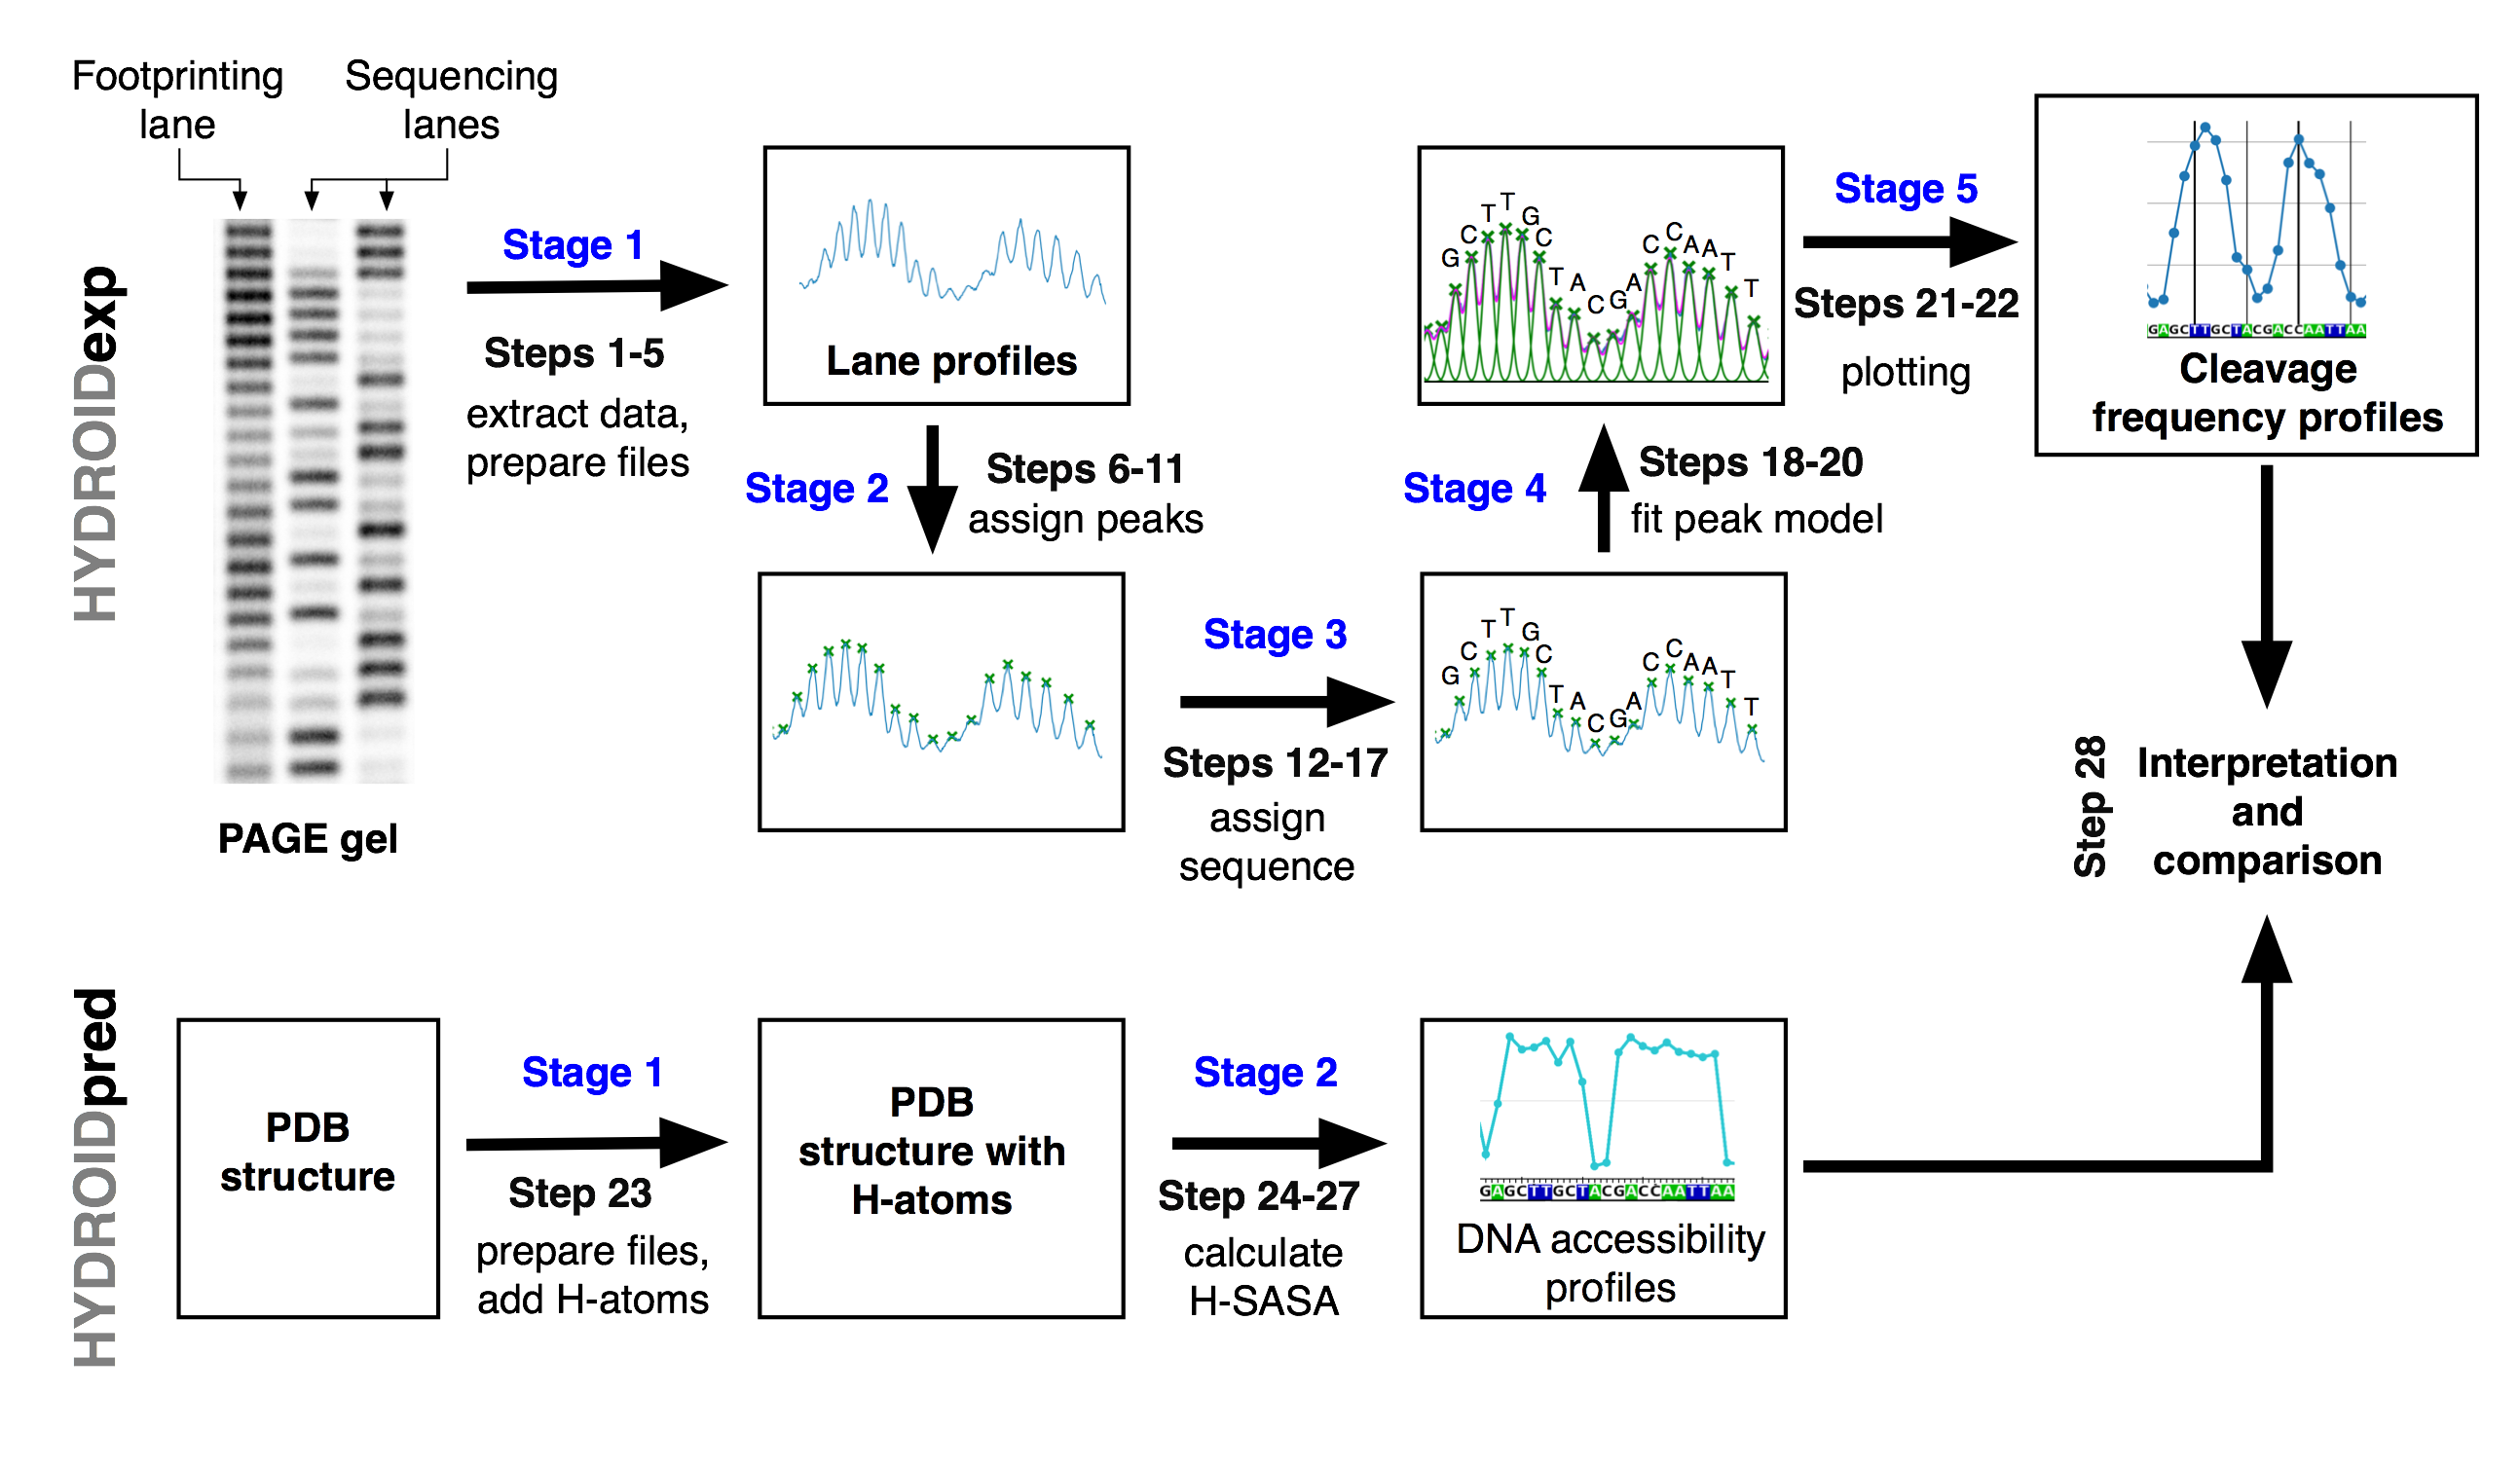 Footprinting
lane
Sequencing
lanes
HYDROIDexp
PAGE gel
Stage 1
Steps 1-5
extract data,
prepare files
Lane profiles
Stage 2
Steps 6-11
assign peaks
Stage 3
Steps 12-17
assign
sequence
G C T T G C T A C G A C C A A T T
Stage 4
Steps 18-20
fit peak model
G C T T G C T A C G A C C A A T T
Stage 5
Steps 21-22
plotting
GAGCTTGCTACGACCAATTAA
Cleavage
frequency profiles
Step 28
Interpretation
and
comparison
HYDROIDpred
PDB
structure
Stage 1
Step 23
prepare files,
add H-atoms
PDB
structure with
H-atoms
Stage 2
Step 24-27
calculate
H-SASA
GAGCTTGCTACGACCAATTAA
DNA accessibility
profiles